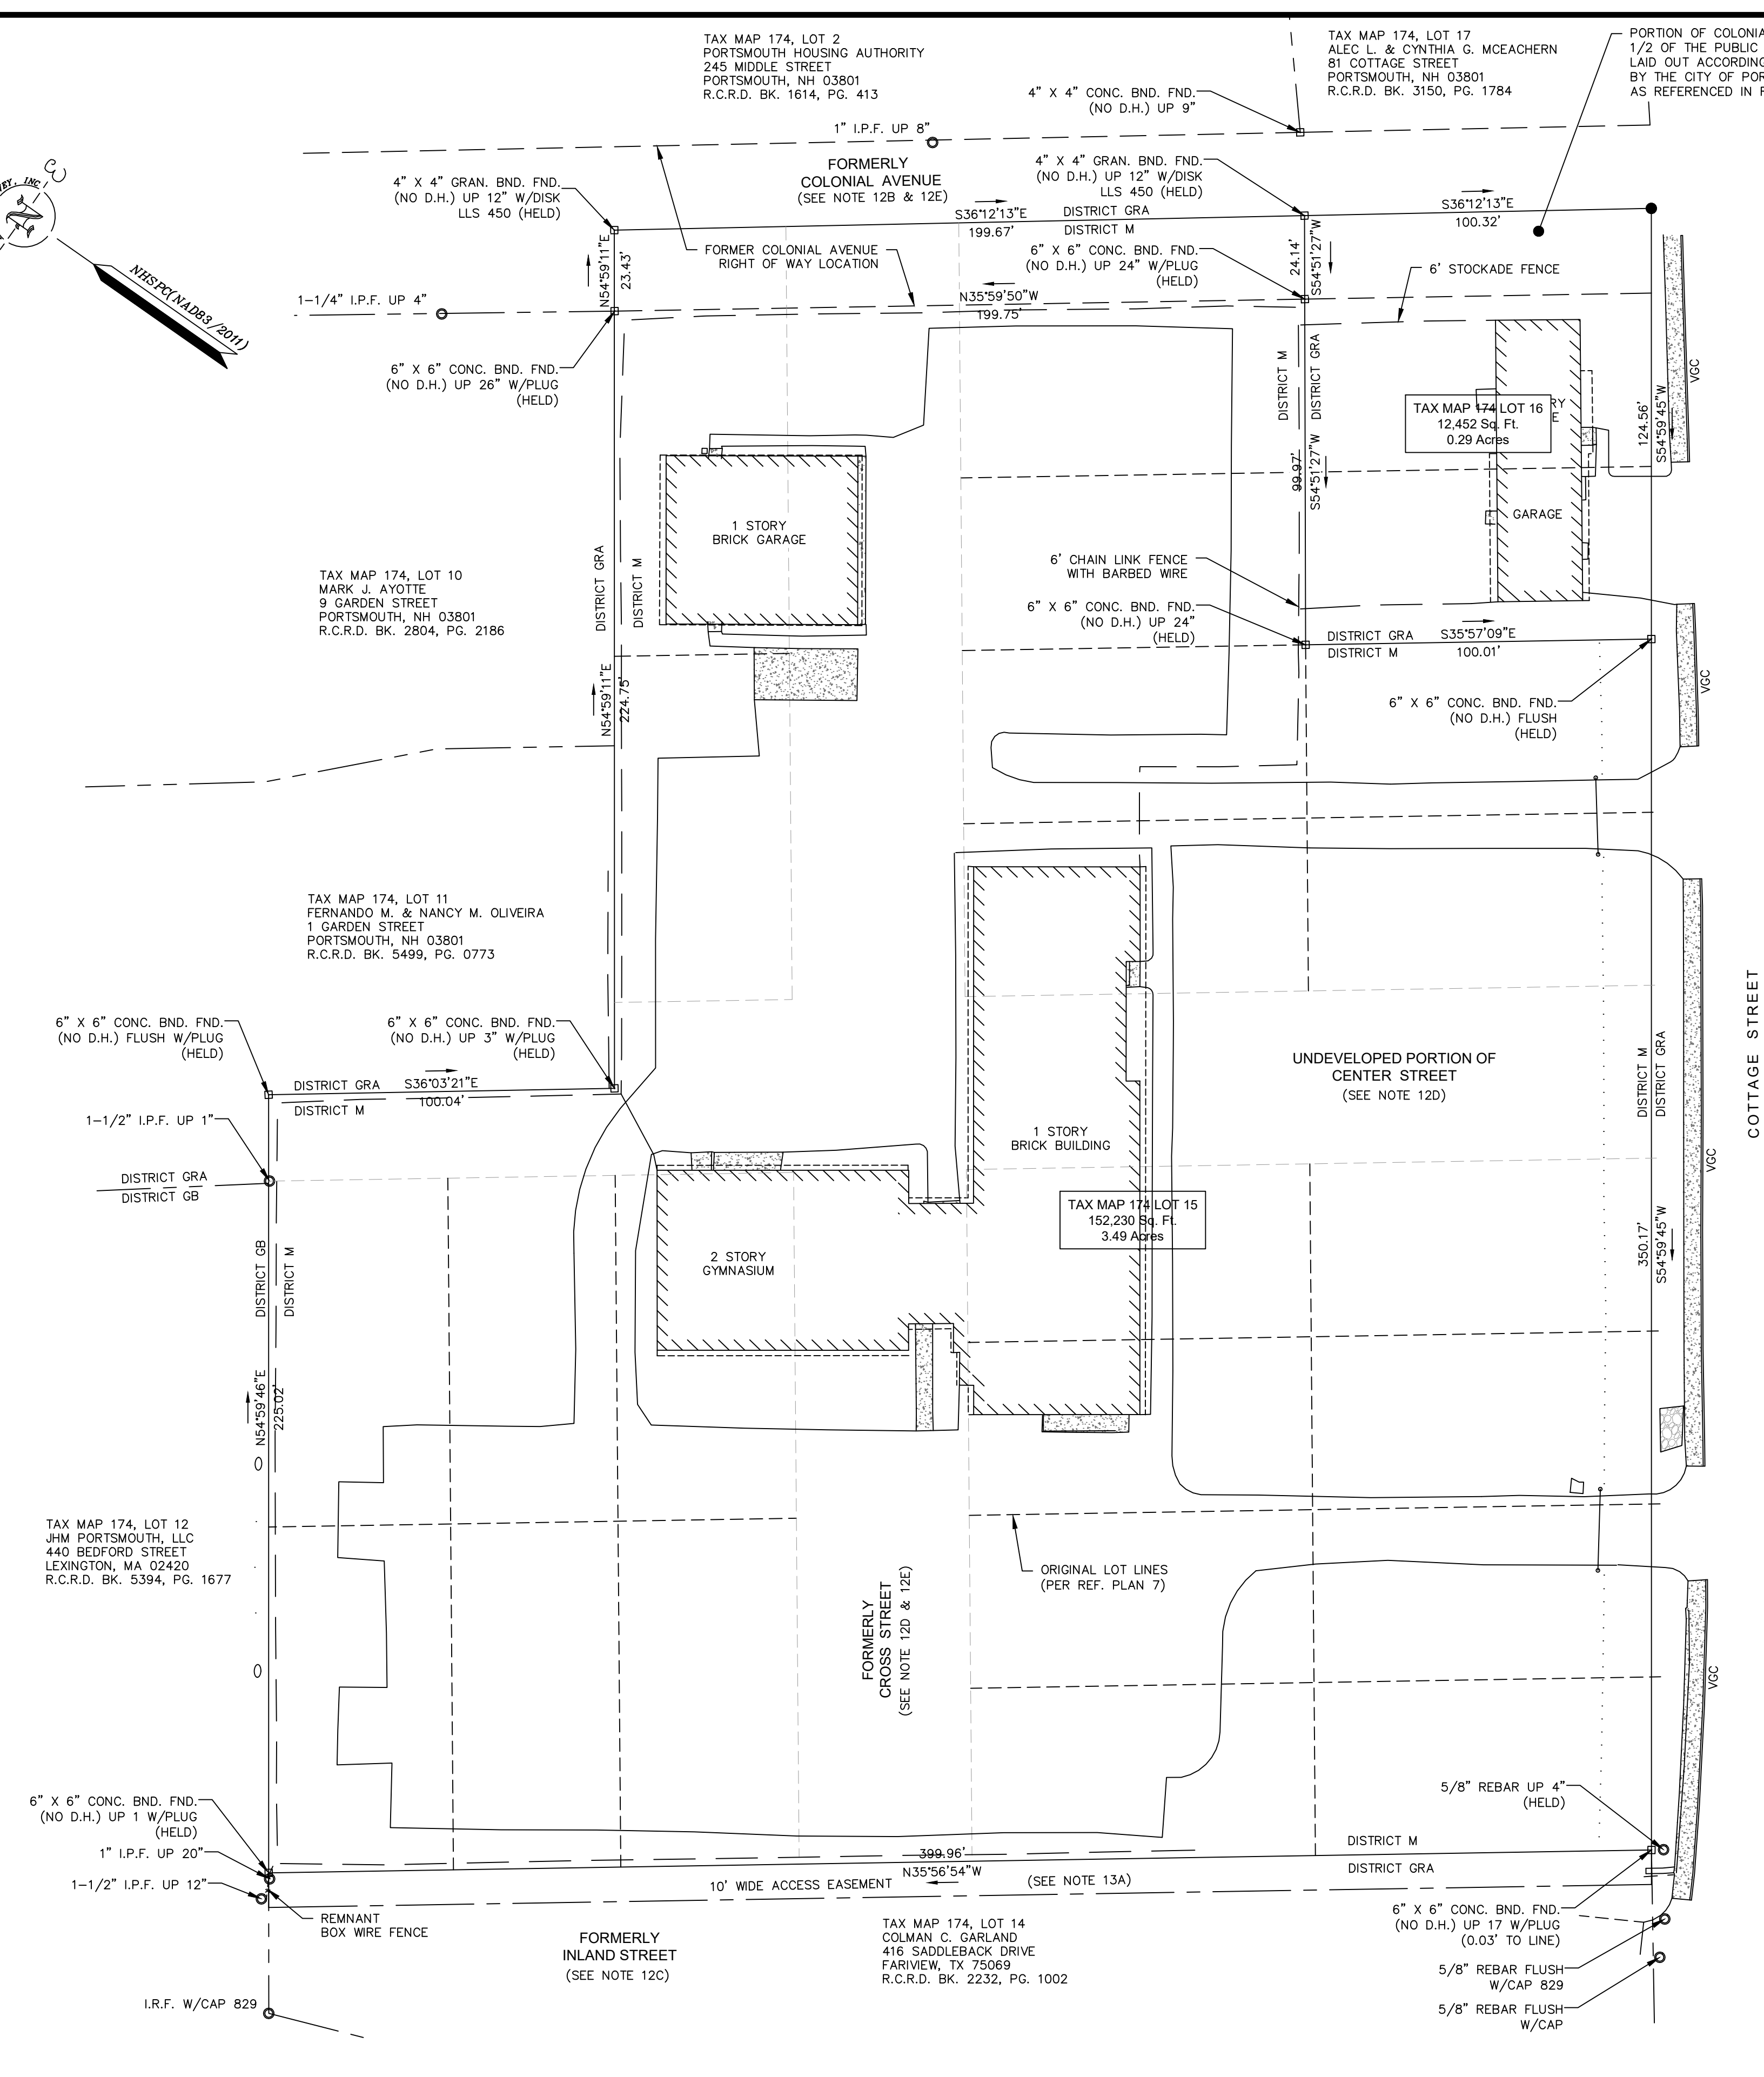 TAX MAP 174, LOT 2
PORTSMOUTH HOUSING AUTHORITY
245 MIDDLE STREET
PORTSMOUTH, NH 03801
R.C.R.D. BK. 1614, PG. 413
TAX MAP 174, LOT 17
ALEC L. & CYNTHIA G. MCEACHERN
81 COTTAGE STREET
PORTSMOUTH, NH 03801
R.C.R.D. BK. 3150, PG. 1784
PORTION OF COLONIA
1/2 OF THE PUBLIC
LAID OUT ACCORDING
BY THE CITY OF POR
AS REFERENCED IN
4" X 4" CONC. BND. FND.
(NO D.H.) UP 9"
1" I.P.F. UP 8"
FORMERLY
COLONIAL AVENUE
(SEE NOTE 12B & 12E)
4" X 4" GRAN. BND. FND.
(NO D.H.) UP 12" W/DISK
LLS 450 (HELD)
4" X 4" GRAN. BND. FND.
(NO D.H.) UP 12" W/DISK
LLS 450 (HELD)
INC
NHSPC(NAD83/2011)
S36°12'13"E
199.67'
DISTRICT GRA
DISTRICT M
S36°12'13"E
100.32'
N54°59'11"E
23.43'
FORMER COLONIAL AVENUE
RIGHT OF WAY LOCATION
6" X 6" CONC. BND. FND.
(NO D.H.) UP 24" W/PLUG
(HELD)
24.14'
S54°51'27"W
6' STOCKADE FENCE
1-1/4" I.P.F. UP 4"
N35°59'50"W
199.75'
6" X 6" CONC. BND. FND.
(NO D.H.) UP 26" W/PLUG
(HELD)
DISTRICT M
DISTRICT GRA
99.97'
S54°51'27"W
TAX MAP 174 LOT 16
12,452 Sq. Ft.
0.29 Acres
RY
E
GARAGE
124.56'
S54°59'45"W
VGC
1 STORY
BRICK GARAGE
DISTRICT GRA
DISTRICT M
TAX MAP 174, LOT 10
MARK J. AYOTTE
9 GARDEN STREET
PORTSMOUTH, NH 03801
R.C.R.D. BK. 2804, PG. 2186
6' CHAIN LINK FENCE
WITH BARBED WIRE
6" X 6" CONC. BND. FND.
(NO D.H.) UP 24"
(HELD)
DISTRICT GRA
DISTRICT M
S35°57'09"E
100.01'
N54°59'11"E
224.75'
6" X 6" CONC. BND. FND.
(NO D.H.) FLUSH
(HELD)
VGC
TAX MAP 174, LOT 11
FERNANDO M. & NANCY M. OLIVEIRA
1 GARDEN STREET
PORTSMOUTH, NH 03801
R.C.R.D. BK. 5499, PG. 0773
6" X 6" CONC. BND. FND.
(NO D.H.) FLUSH W/PLUG
(HELD)
6" X 6" CONC. BND. FND.
(NO D.H.) UP 3" W/PLUG
(HELD)
DISTRICT GRA
DISTRICT M
S36°03'21"E
100.04'
1-1/2" I.P.F. UP 1"
DISTRICT GRA
DISTRICT GB
UNDEVELOPED PORTION OF
CENTER STREET
(SEE NOTE 12D)
DISTRICT M
DISTRICT GRA
COTTAGE STREET
1 STORY
BRICK BUILDING
VGC
TAX MAP 174 LOT 15
152,230 Sq. Ft.
3.49 Acres
350.17'
S54°59'45"W
2 STORY
GYMNASIUM
DISTRICT GB
DISTRICT M
N54°59'46"E
225.02'
TAX MAP 174, LOT 12
JHM PORTSMOUTH, LLC
440 BEDFORD STREET
LEXINGTON, MA 02420
R.C.R.D. BK. 5394, PG. 1677
ORIGINAL LOT LINES
(PER REF. PLAN 7)
FORMERLY
CROSS STREET
(SEE NOTE 12D & 12E)
VGC
6" X 6" CONC. BND. FND.
(NO D.H.) UP 1 W/PLUG
(HELD)
1" I.P.F. UP 20"
1-1/2" I.P.F. UP 12"
REMNANT
BOX WIRE FENCE
5/8" REBAR UP 4"
(HELD)
DISTRICT M
DISTRICT GRA
399.96'
N35°56'54"W
10' WIDE ACCESS EASEMENT
(SEE NOTE 13A)
FORMERLY
INLAND STREET
(SEE NOTE 12C)
TAX MAP 174, LOT 14
COLMAN C. GARLAND
416 SADDLEBACK DRIVE
FARIVIEW, TX 75069
R.C.R.D. BK. 2232, PG. 1002
6" X 6" CONC. BND. FND.
(NO D.H.) UP 17 W/PLUG
(0.03' TO LINE)
5/8" REBAR FLUSH
W/CAP 829
5/8" REBAR FLUSH
W/CAP
I.R.F. W/CAP 829